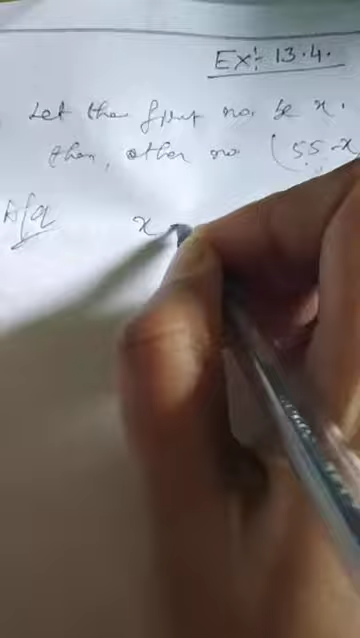 Ex:- 13.4.
Let the first no. be x.
then, other no (55-x
Afq
x